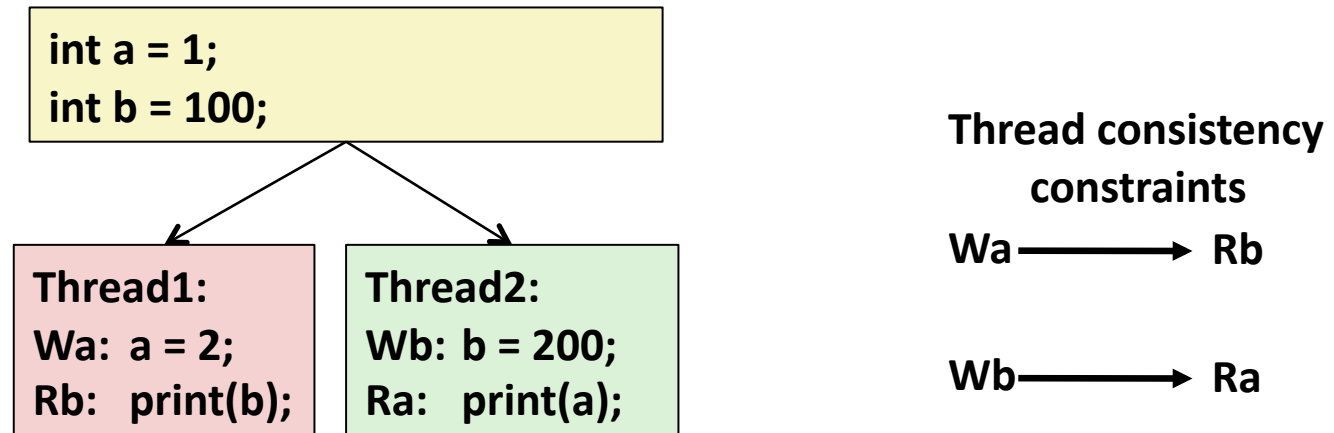 int a = 1;
int b = 100;
Thread consistency
constraints
Wa Rb
Wb Ra
Thread1:
Wa: a = 2;
Rb: print(b);
Thread2:
Wb: b = 200;
Ra: print(a);